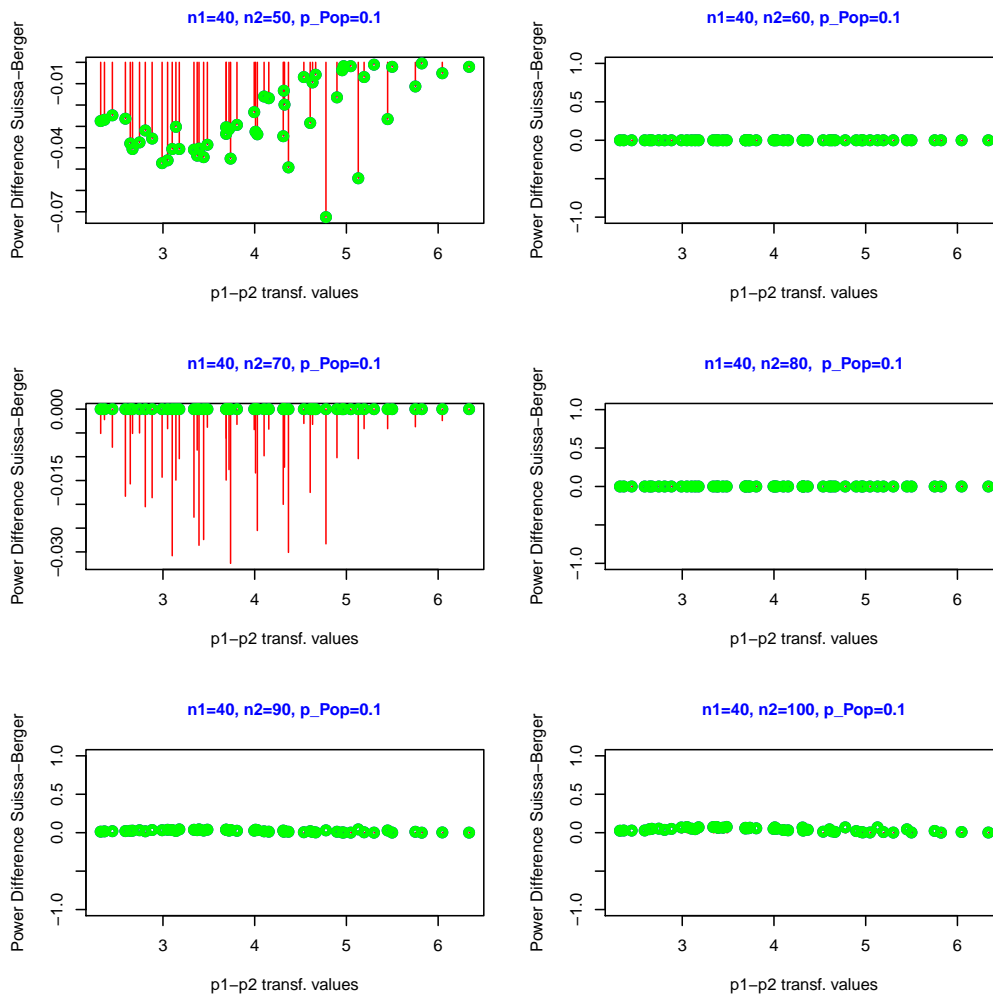 n1=40, n2=50, p_Pop=0.1
Power Difference Suissa−Berger
−0.01
−0.04
−0.07
3 4 5 6
p1−p2 transf. values
n1=40, n2=60, p_Pop=0.1
Power Difference Suissa−Berger
1.0
0.5
0.0
−1.0
3 4 5 6
p1−p2 transf. values
n1=40, n2=70, p_Pop=0.1
Power Difference Suissa−Berger
0.000
−0.015
−0.030
3 4 5 6
p1−p2 transf. values
n1=40, n2=80, p_Pop=0.1
Power Difference Suissa−Berger
1.0
0.5
0.0
−1.0
3 4 5 6
p1−p2 transf. values
n1=40, n2=90, p_Pop=0.1
Power Difference Suissa−Berger
1.0
0.5
0.0
−1.0
3 4 5 6
p1−p2 transf. values
n1=40, n2=100, p_Pop=0.1
Power Difference Suissa−Berger
1.0
0.5
0.0
−1.0
3 4 5 6
p1−p2 transf. values